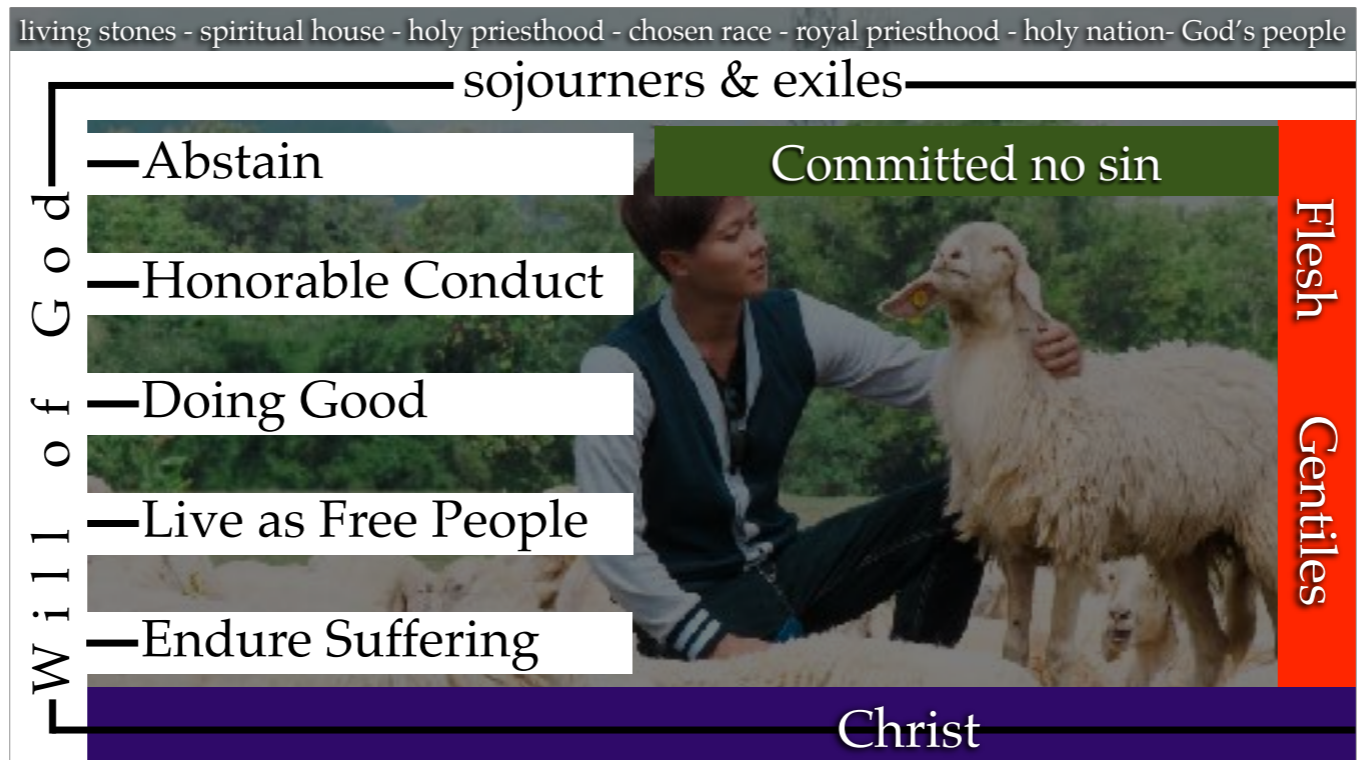 living stones - spiritual house - holy priesthood - chosen race - royal priesthood - holy nation- God's people
sojourners & exiles
Will of God
Abstain
Committed no sin
Honorable Conduct
Doing Good
Live as Free People
Endure Suffering
Flesh
Gentiles
Christ